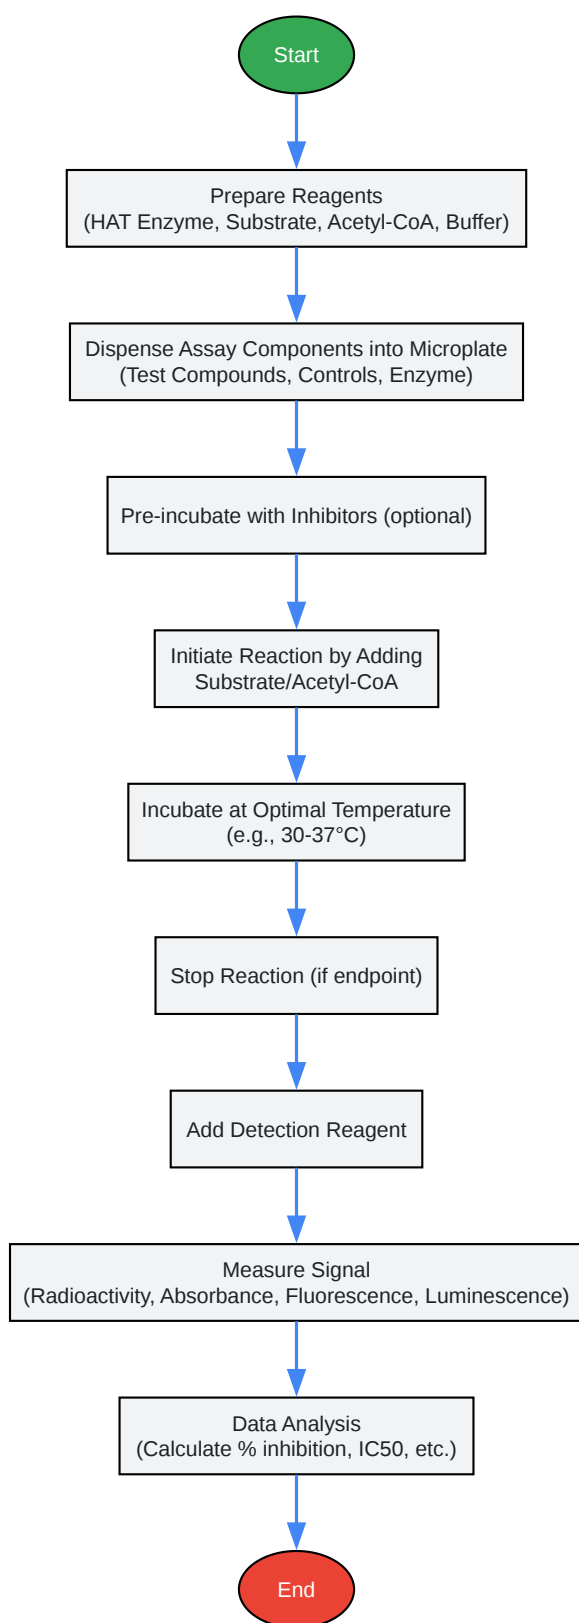 Start
Prepare Reagents
(HAT Enzyme, Substrate, Acetyl-CoA, Buffer)
Dispense Assay Components into Microplate
(Test Compounds, Controls, Enzyme)
Pre-incubate with Inhibitors (optional)
Initiate Reaction by Adding
Substrate/Acetyl-CoA
Incubate at Optimal Temperature
(e.g., 30-37°C)
Stop Reaction (if endpoint)
Add Detection Reagent
Measure Signal
(Radioactivity, Absorbance, Fluorescence, Luminescence)
Data Analysis
(Calculate % inhibition, IC50, etc.)
End